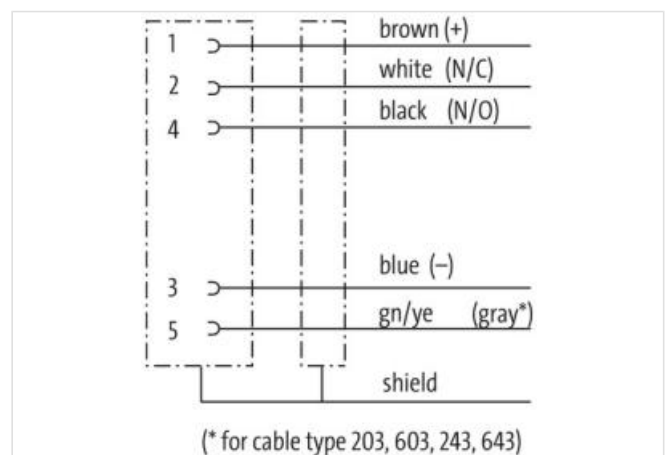 1 brown (+)
2 white (N/C)
4 black (N/O)
3 blue (–)
5 gn/ye (gray*)
shield
(* for cable type 203, 603, 243, 643)